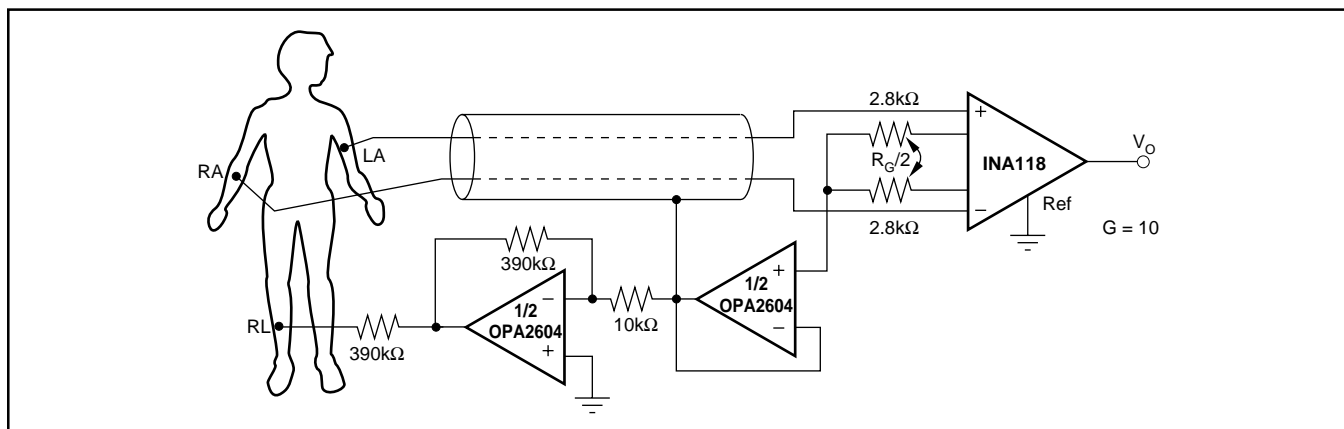 2.8kΩ
LA
RA
R_G/2
+
INA118
−
V_O
Ref
2.8kΩ
G = 10
390kΩ
10kΩ
1/2
OPA2604
−
+
1/2
OPA2604
+
−
RL
390kΩ